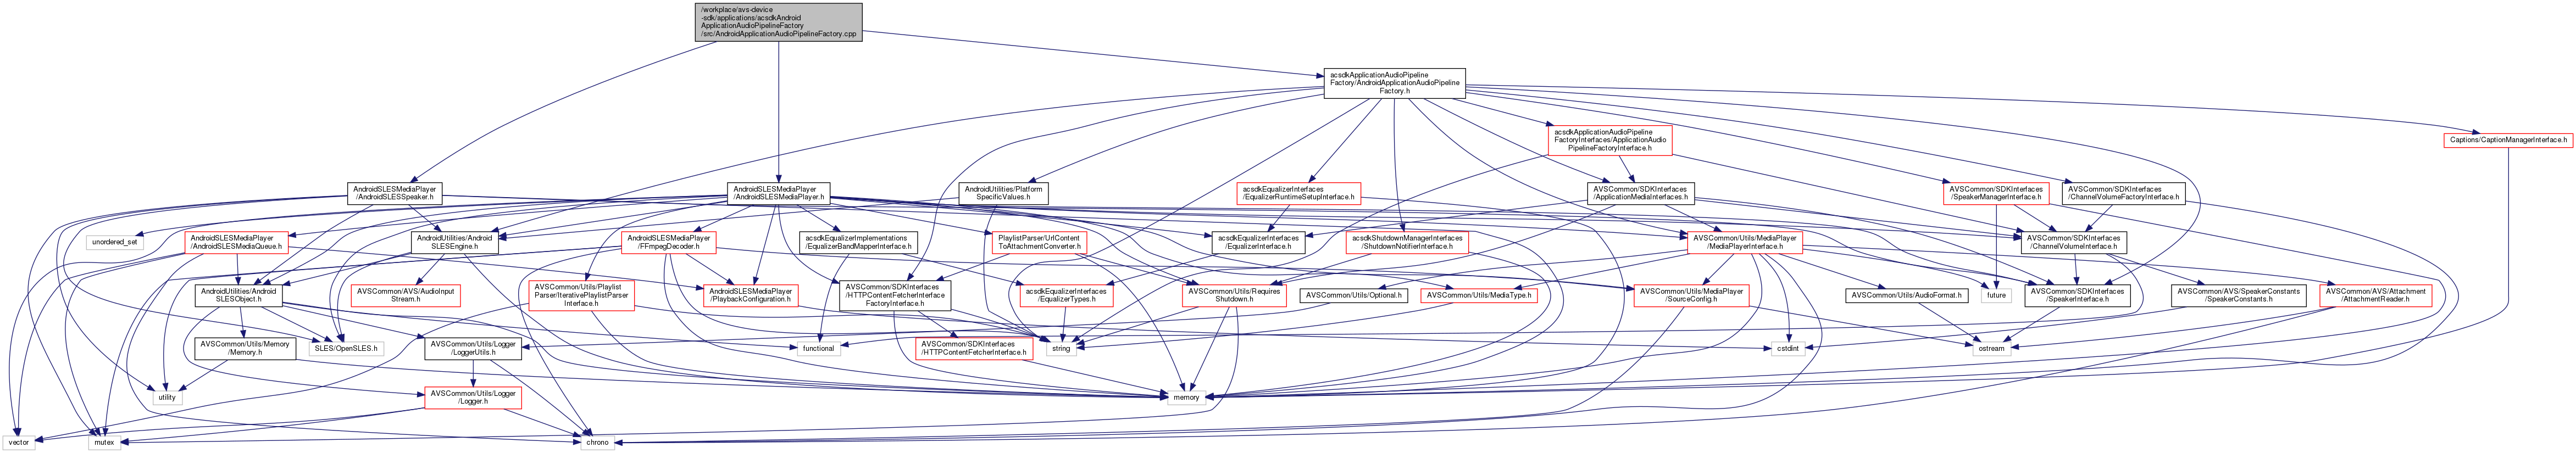 /workplace/avs-device
-sdk/applications/acsdkAndroid
ApplicationAudioPipelineFactory
/src/AndroidApplicationAudioPipelineFactory.cpp
acsdkApplicationAudioPipeline
Factory/AndroidApplicationAudioPipeline
Factory.h
acsdkApplicationAudioPipeline
FactoryInterfaces/ApplicationAudio
PipelineFactoryInterface.h
Captions/CaptionManagerInterface.h
AndroidSLESMediaPlayer
/AndroidSLESSpeaker.h
AndroidSLESMediaPlayer
/AndroidSLESMediaPlayer.h
AndroidUtilities/Platform
SpecificValues.h
acsdkEqualizerInterfaces
/EqualizerRuntimeSetupInterface.h
AVSCommon/SDKInterfaces
/ApplicationMediaInterfaces.h
AVSCommon/SDKInterfaces
/SpeakerManagerInterface.h
AVSCommon/SDKInterfaces
/ChannelVolumeFactoryInterface.h
unordered_set
AndroidSLESMediaPlayer
/AndroidSLESMediaQueue.h
AndroidUtilities/Android
SLESEngine.h
AndroidSLESMediaPlayer
/FFmpegDecoder.h
acsdkEqualizerImplementations
/EqualizerBandMapperInterface.h
PlaylistParser/UrlContent
ToAttachmentConverter.h
acsdkEqualizerInterfaces
/EqualizerInterface.h
acsdkShutdownManagerInterfaces
/ShutdownNotifierInterface.h
AVSCommon/Utils/MediaPlayer
/MediaPlayerInterface.h
AVSCommon/SDKInterfaces
/ChannelVolumeInterface.h
AndroidUtilities/Android
SLESObject.h
AVSCommon/AVS/AudioInput
Stream.h
AVSCommon/Utils/Playlist
Parser/IterativePlaylistParser
Interface.h
AndroidSLESMediaPlayer
/PlaybackConfiguration.h
AVSCommon/SDKInterfaces
/HTTPContentFetcherInterface
FactoryInterface.h
acsdkEqualizerInterfaces
/EqualizerTypes.h
AVSCommon/Utils/Requires
Shutdown.h
AVSCommon/Utils/Optional.h
AVSCommon/Utils/MediaType.h
AVSCommon/Utils/MediaPlayer
/SourceConfig.h
AVSCommon/Utils/AudioFormat.h
future
AVSCommon/SDKInterfaces
/SpeakerInterface.h
AVSCommon/AVS/SpeakerConstants
/SpeakerConstants.h
AVSCommon/AVS/Attachment
/AttachmentReader.h
AVSCommon/Utils/Memory
/Memory.h
SLES/OpenSLES.h
AVSCommon/Utils/Logger
/LoggerUtils.h
functional
AVSCommon/SDKInterfaces
/HTTPContentFetcherInterface.h
string
cstdint
ostream
utility
AVSCommon/Utils/Logger
/Logger.h
memory
vector
mutex
chrono